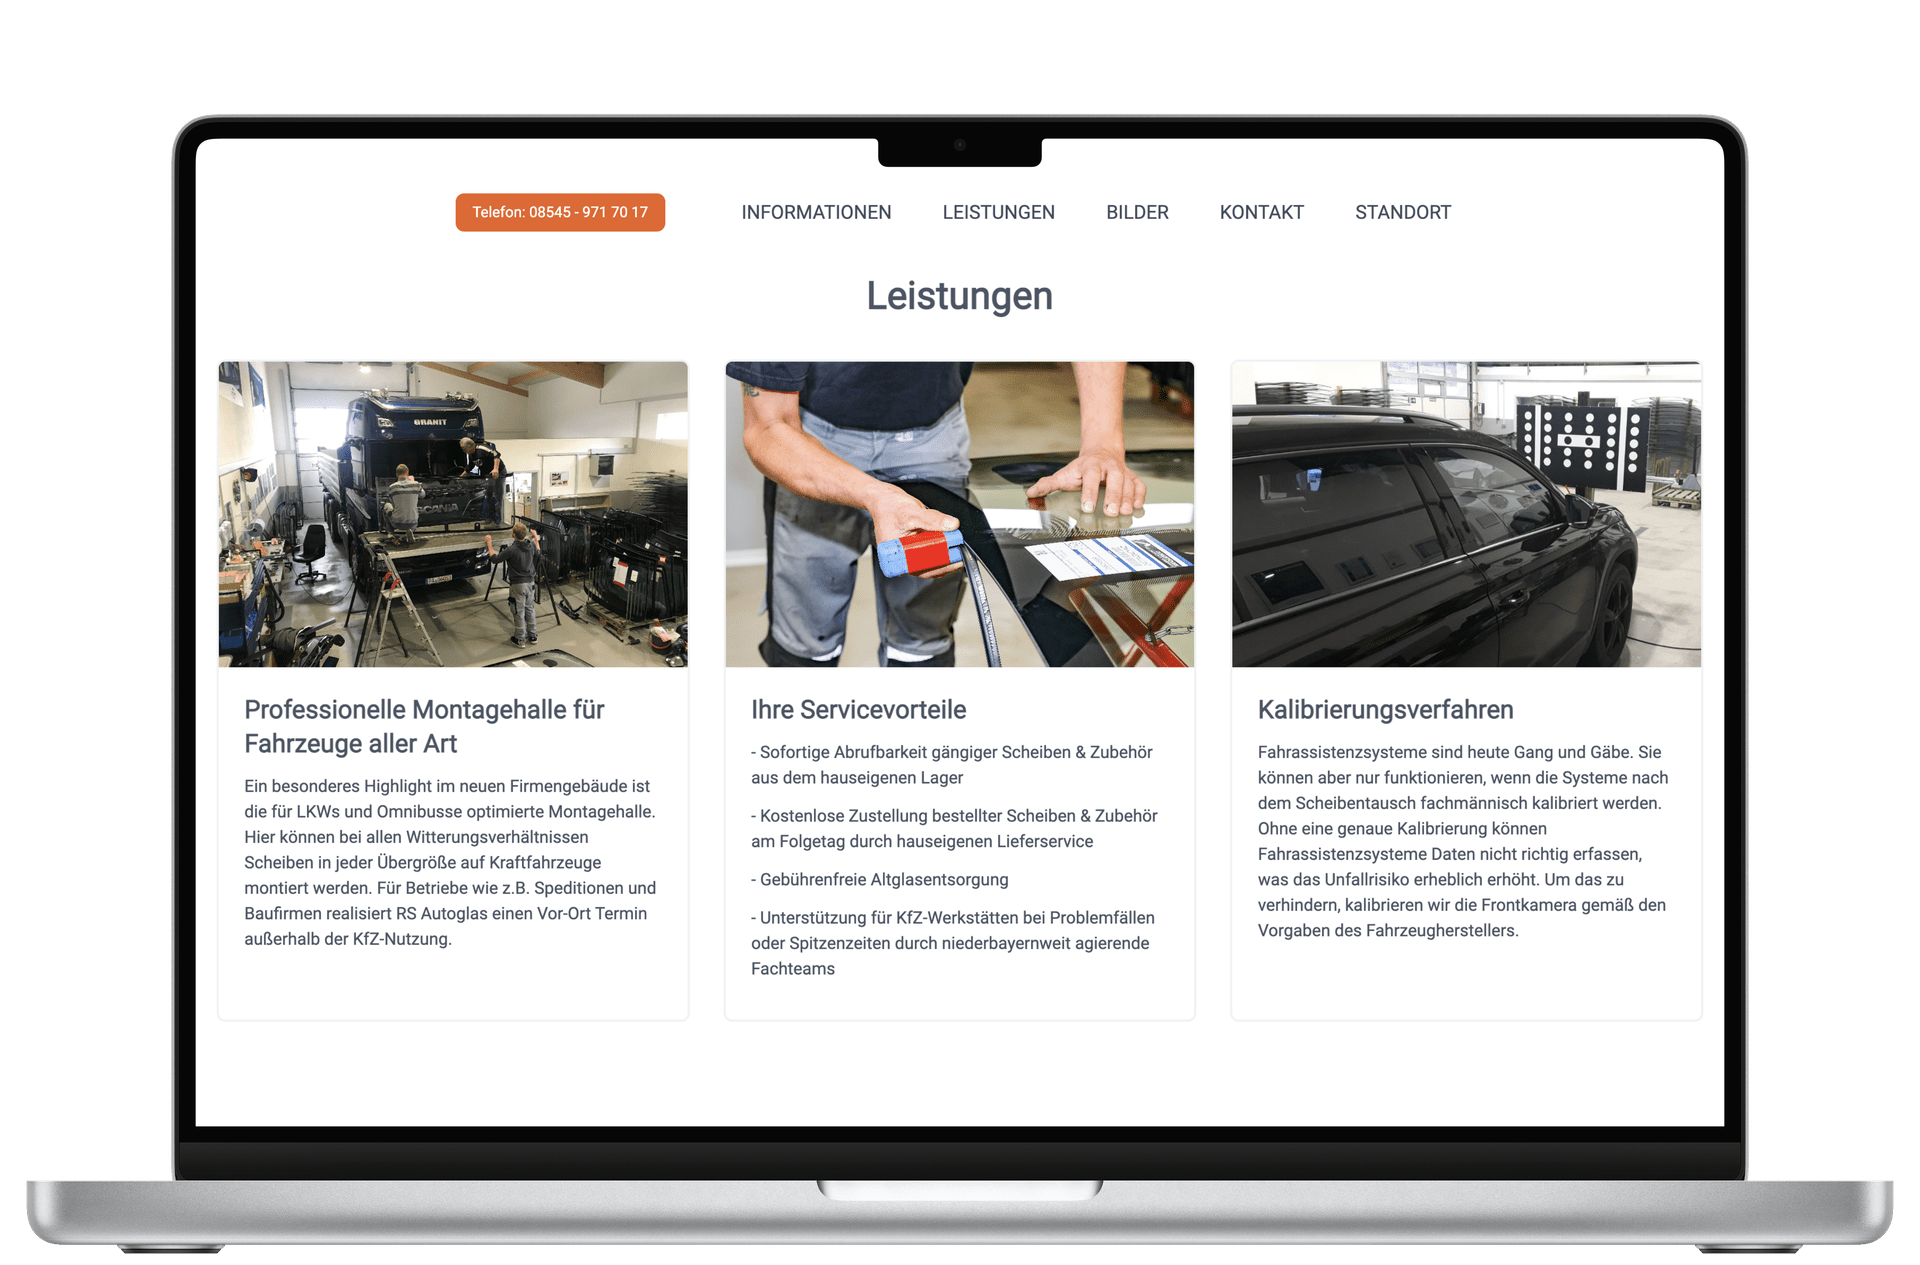 Telefon: 08545 - 971 70 17
INFORMATIONEN
LEISTUNGEN
BILDER
KONTAKT
STANDORT
Leistungen
GRANIT
SCANIA
Professionelle Montagehalle für
Fahrzeuge aller Art
Ein besonderes Highlight im neuen Firmengebäude ist
die für LKWs und Omnibusse optimierte Montagehalle.
Hier können bei allen Witterungsverhältnissen
Scheiben in jeder Übergröße auf Kraftfahrzeuge
montiert werden. Für Betriebe wie z.B. Speditionen und
Baufirmen realisiert RS Autoglas einen Vor-Ort Termin
außerhalb der KfZ-Nutzung.
Ihre Servicevorteile
- Sofortige Abrufbarkeit gängiger Scheiben & Zubehör
aus dem hauseigenen Lager
- Kostenlose Zustellung bestellter Scheiben & Zubehör
am Folgetag durch hauseigenen Lieferservice
- Gebührenfreie Altglasentsorgung
- Unterstützung für KfZ-Werkstätten bei Problemfällen
oder Spitzenzeiten durch niederbayernweit agierende
Fachteams
Kalibrierungsverfahren
Fahrassistenzsysteme sind heute Gang und Gäbe. Sie
können aber nur funktionieren, wenn die Systeme nach
dem Scheibentausch fachmännisch kalibriert werden.
Ohne eine genaue Kalibrierung können
Fahrassistenzsysteme Daten nicht richtig erfassen,
was das Unfallrisiko erheblich erhöht. Um das zu
verhindern, kalibrieren wir die Frontkamera gemäß den
Vorgaben des Fahrzeugherstellers.